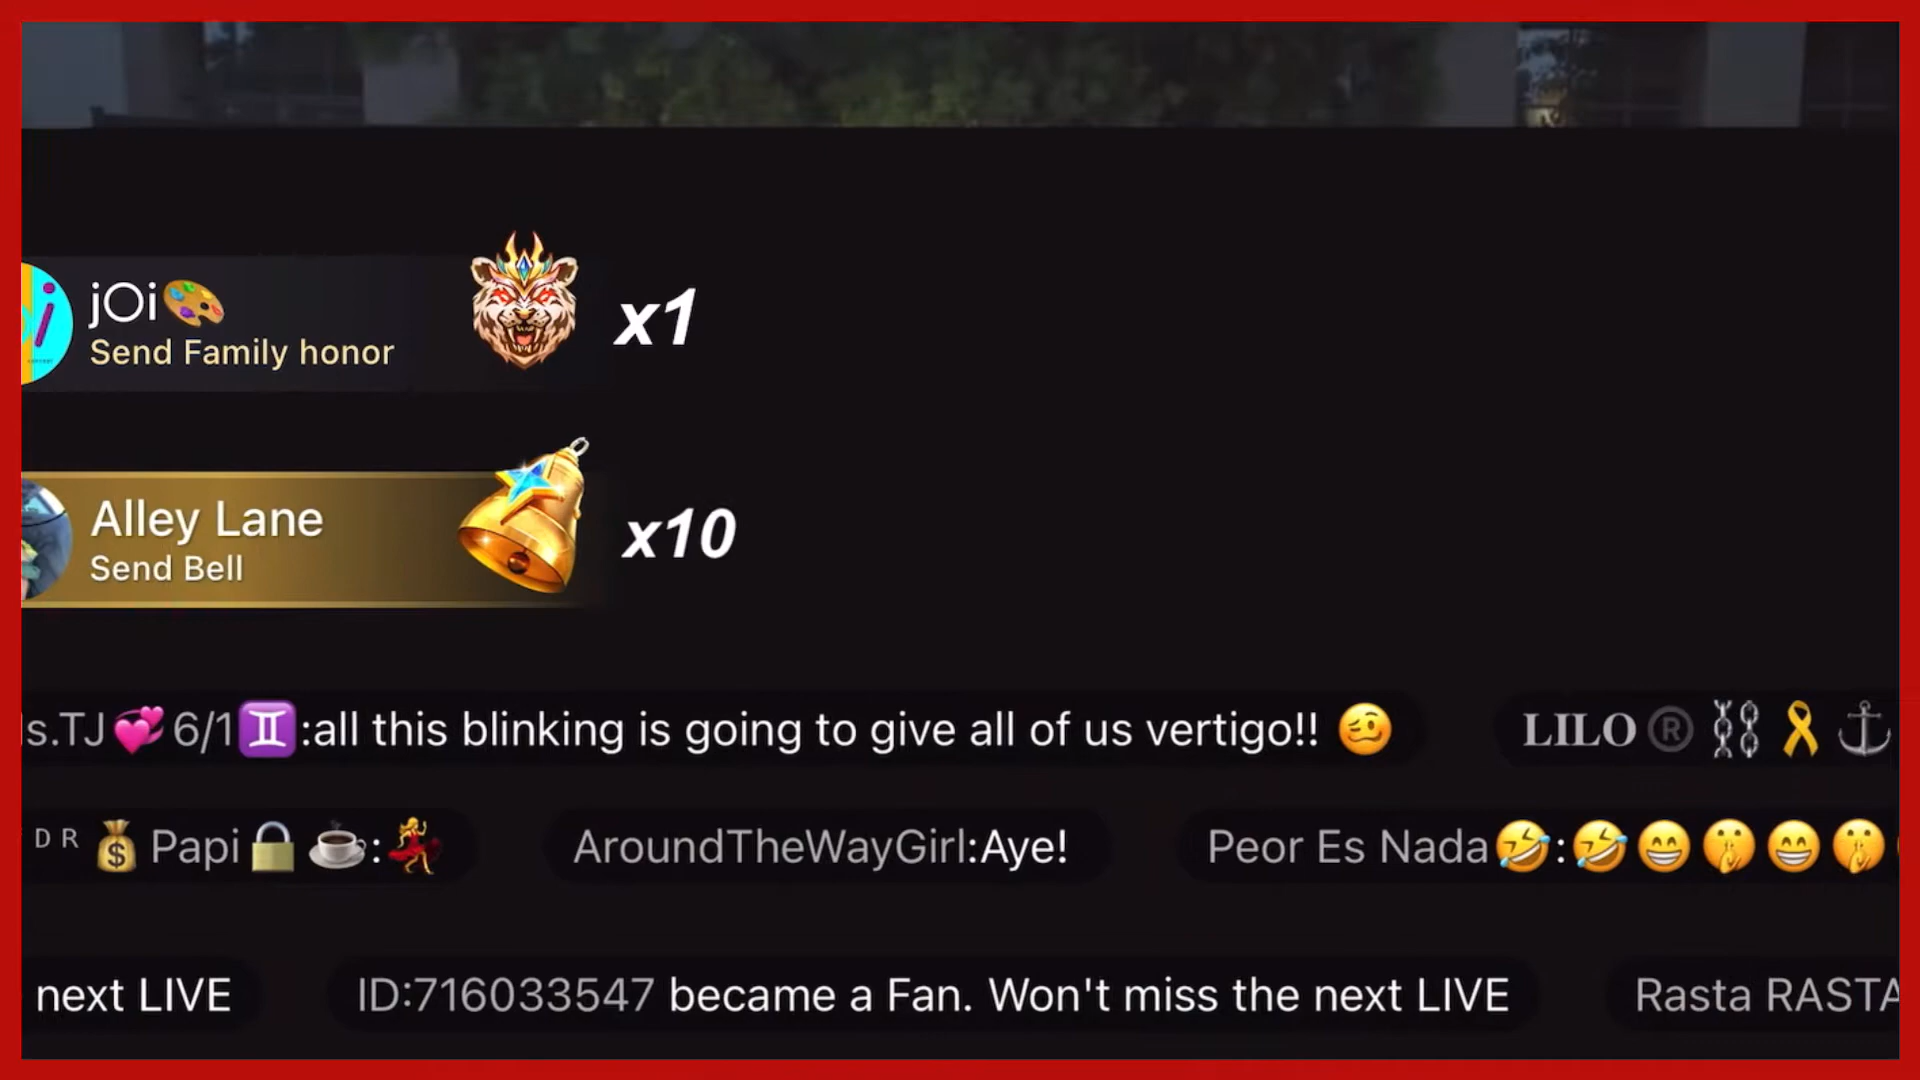 jOi🎨
Send Family honor
x1
Alley Lane
Send Bell
x10
s.TJ💞6/1♊:all this blinking is going to give all of us vertigo!! 🥴
LILO®️⛓️🎗️⚓
D R 💰Papi🔒☕:💃
AroundTheWayGirl:Aye!
Peor Es Nada🤣:🤣😁🤫😁🤫
next LIVE
ID:716033547 became a Fan. Won't miss the next LIVE
Rasta RASTA